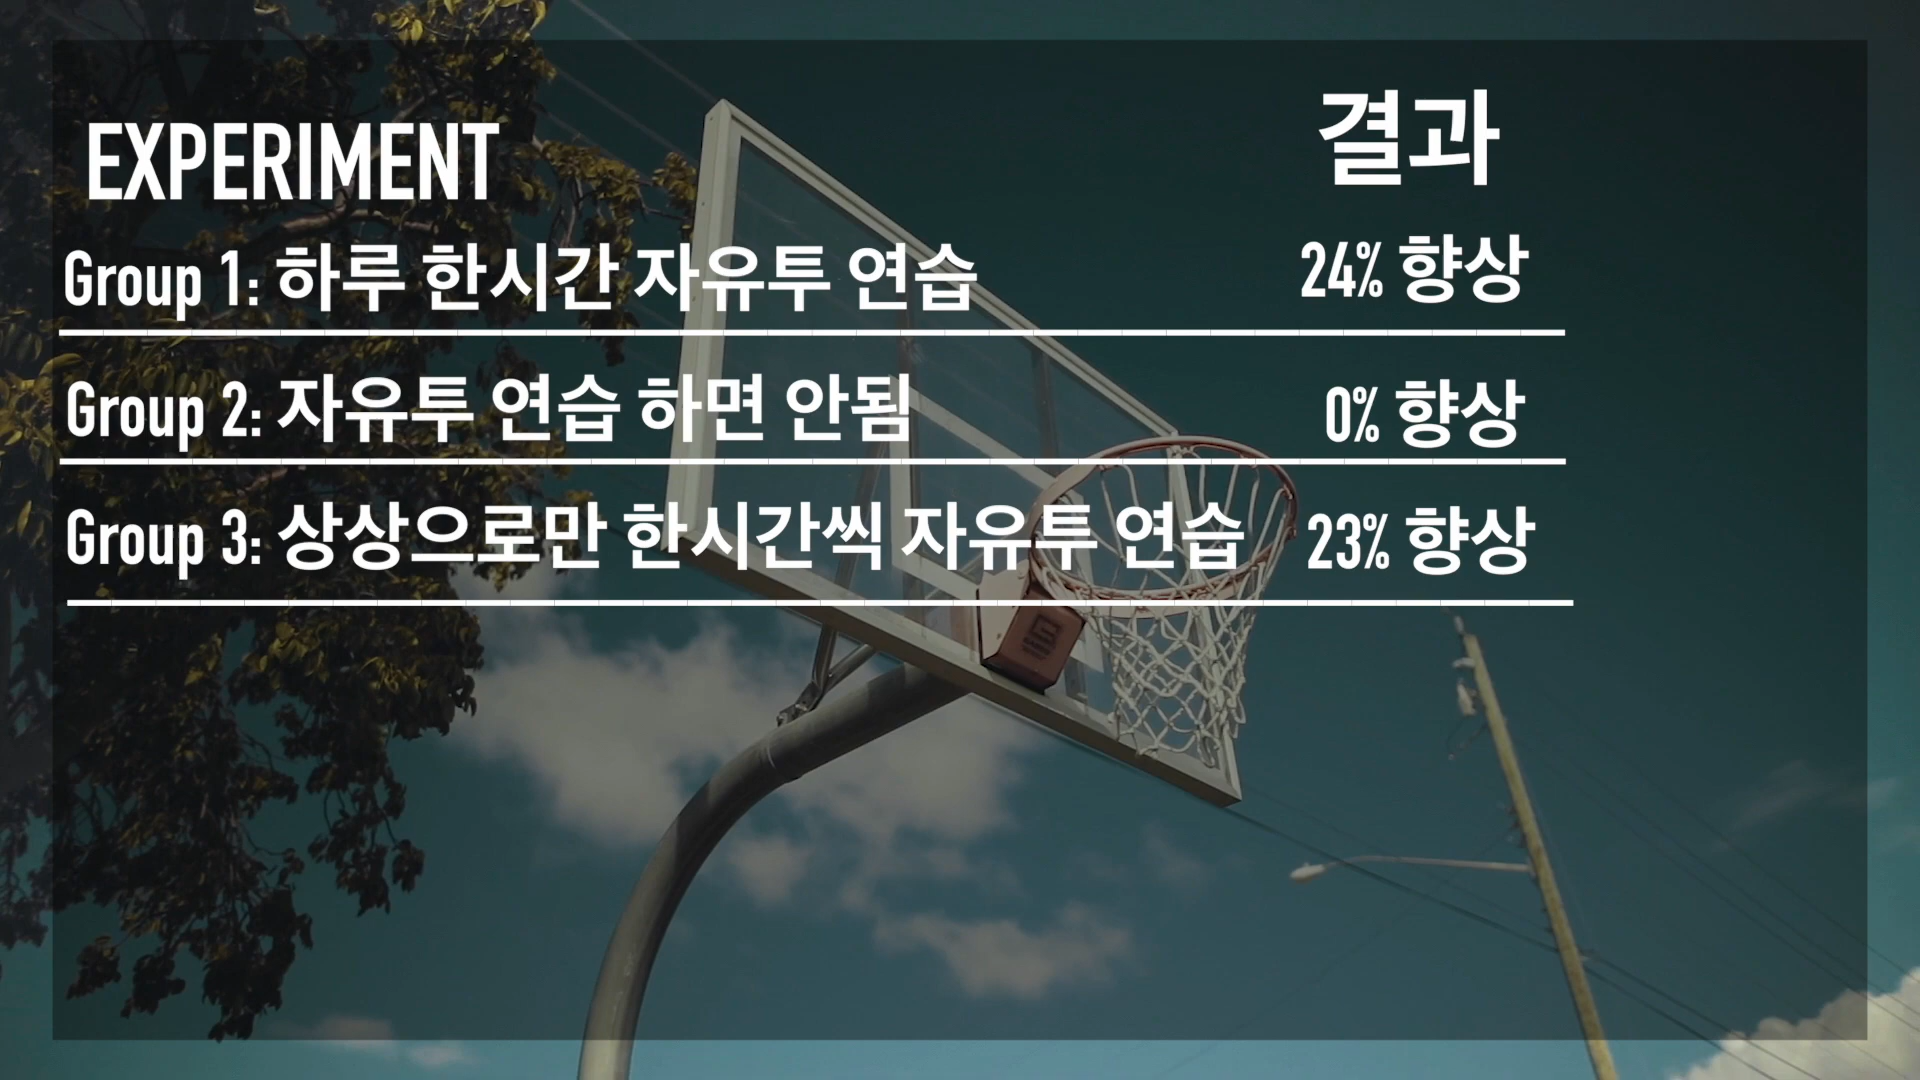 EXPERIMENT 결과
Group 1: 하루 한시간 자유투 연습 24% 향상
Group 2: 자유투 연습 하면 안됨 0% 향상
Group 3: 상상으로만 한시간씩 자유투 연습 23% 향상